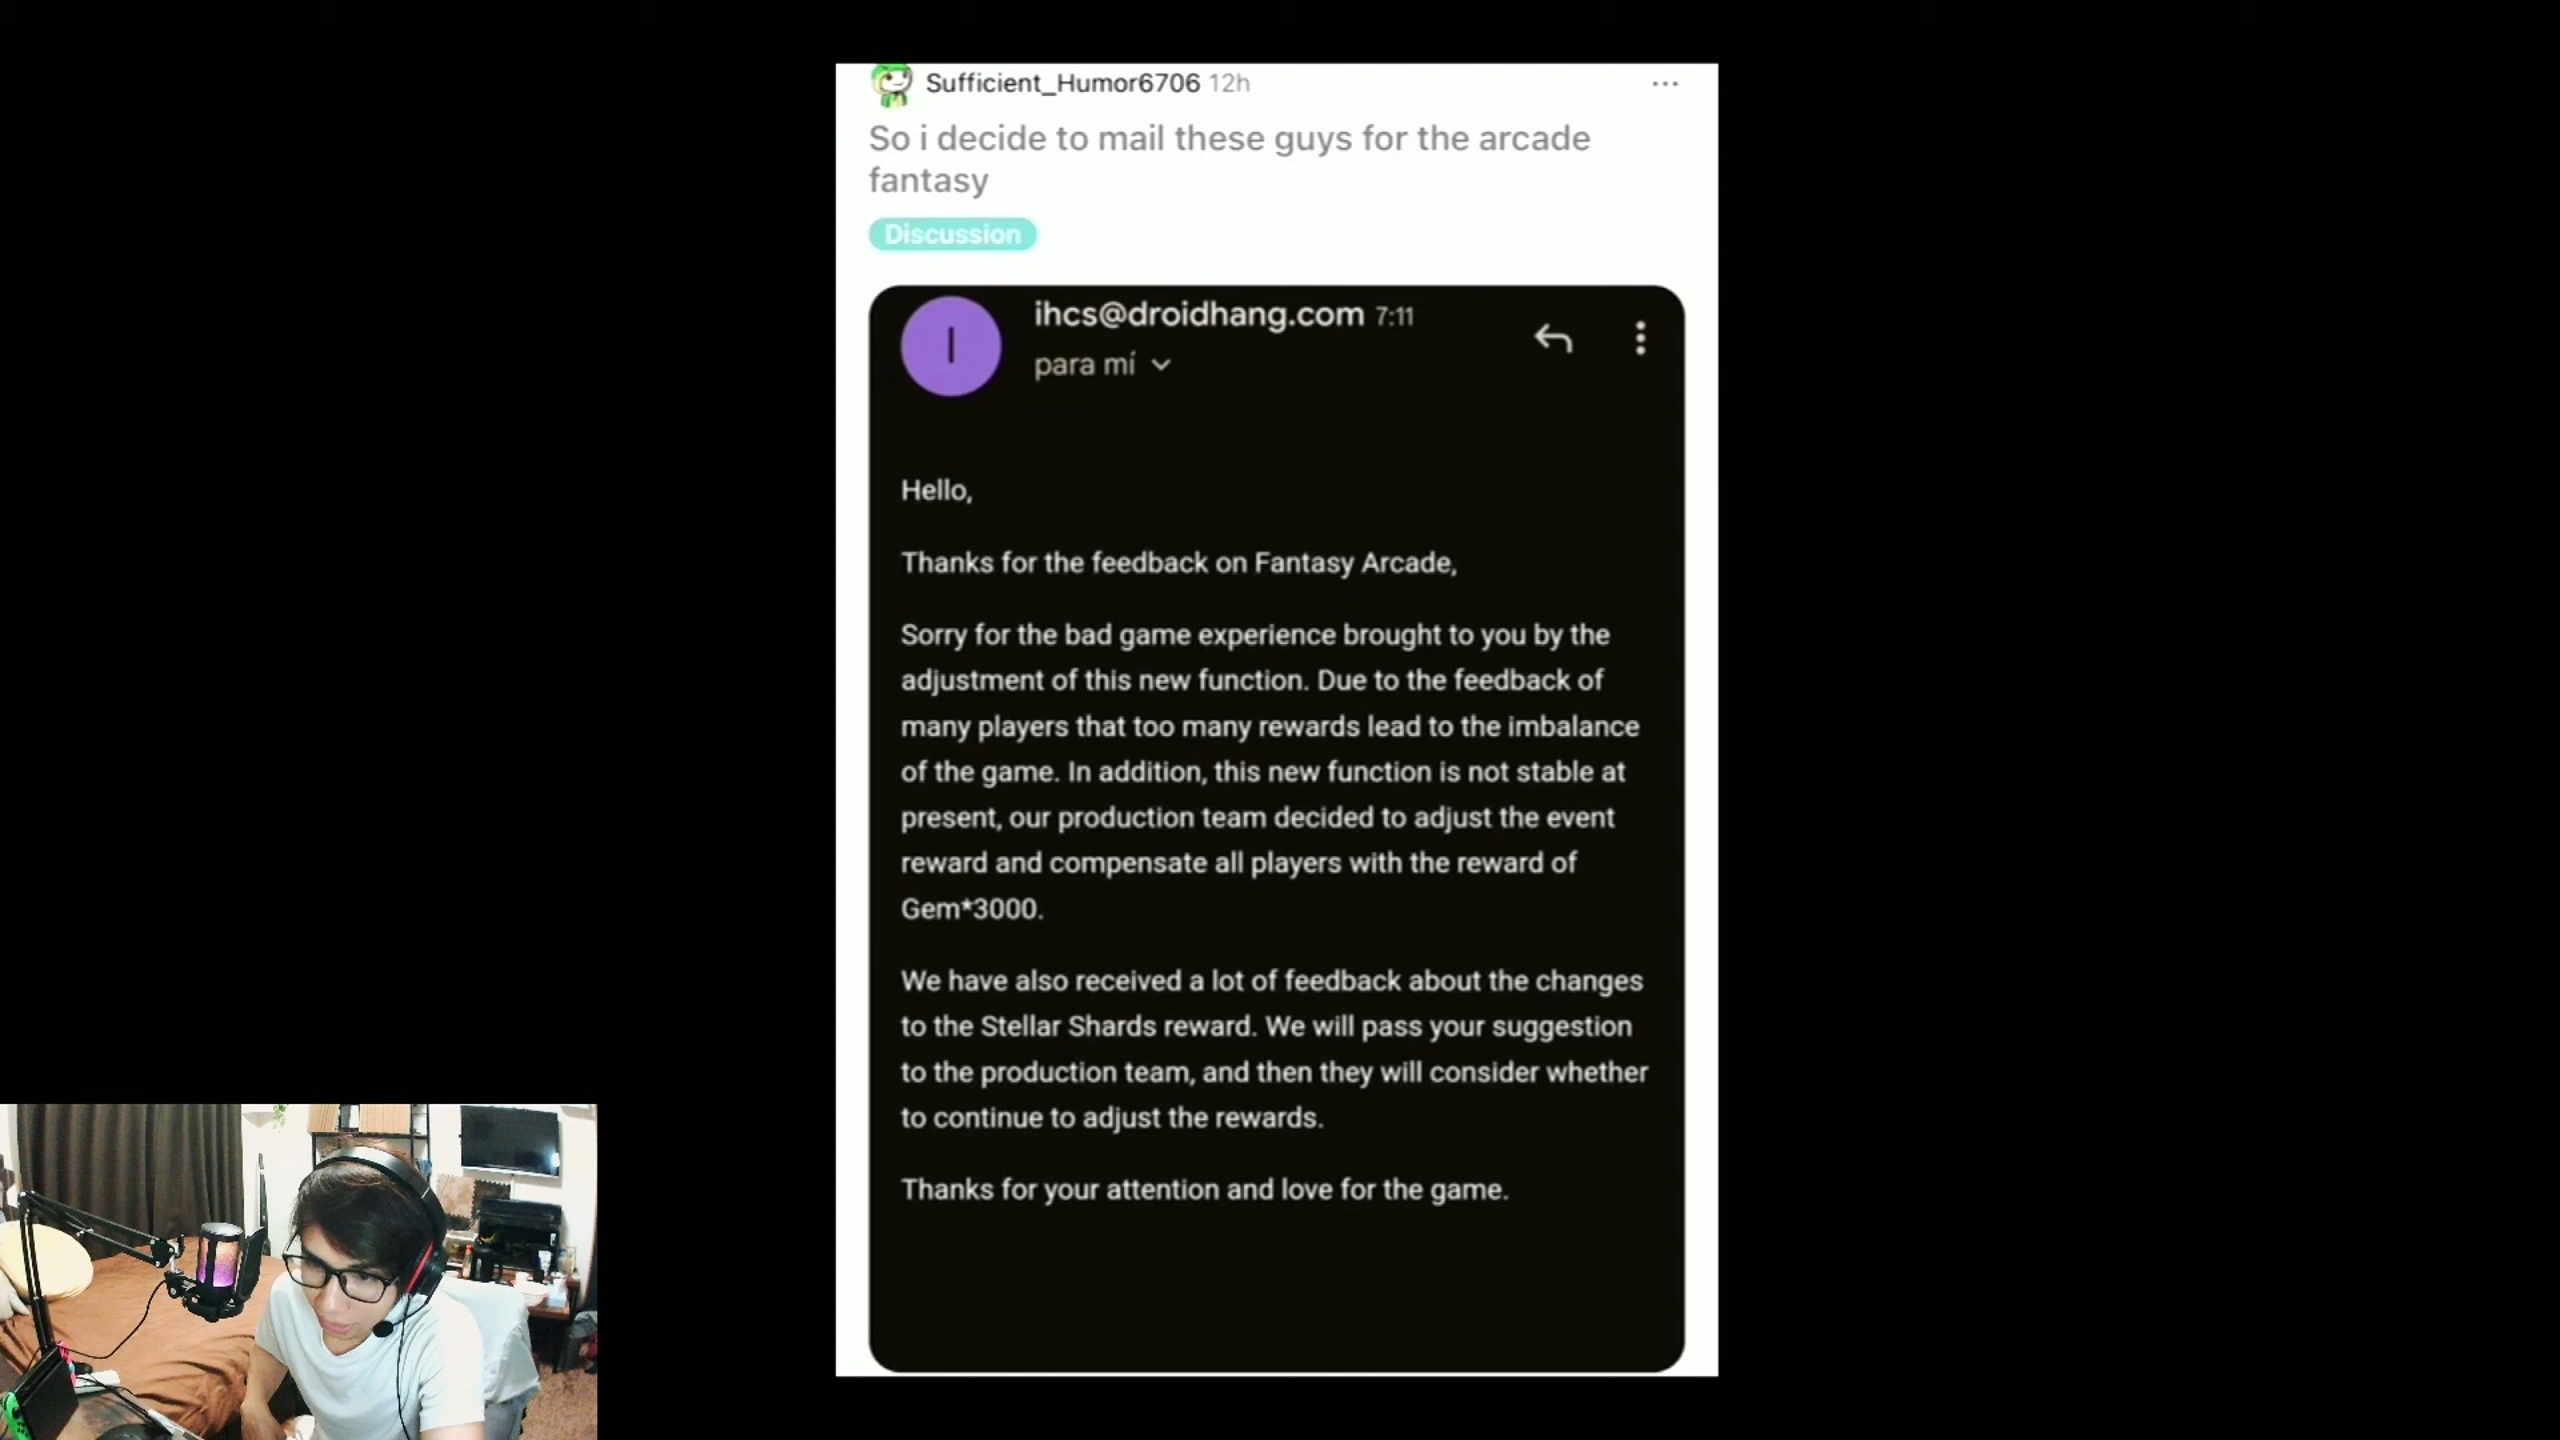 Sufficient_Humor6706 12h
So i decide to mail these guys for the arcade
fantasy
Discussion
I
ihcs@droidhang.com 7:11
para mí
Hello,
Thanks for the feedback on Fantasy Arcade,
Sorry for the bad game experience brought to you by the
adjustment of this new function. Due to the feedback of
many players that too many rewards lead to the imbalance
of the game. In addition, this new function is not stable at
present, our production team decided to adjust the event
reward and compensate all players with the reward of
Gem*3000.
We have also received a lot of feedback about the changes
to the Stellar Shards reward. We will pass your suggestion
to the production team, and then they will consider whether
to continue to adjust the rewards.
Thanks for your attention and love for the game.